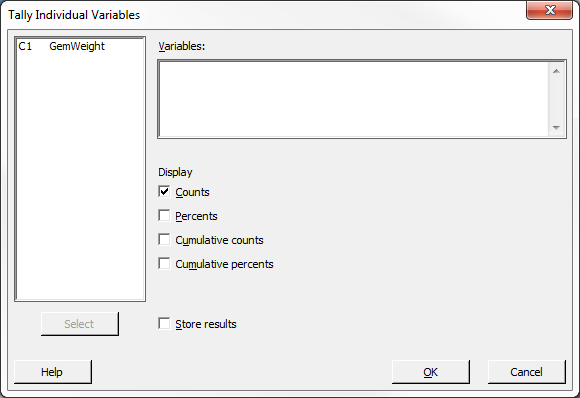 Tally Individual Variables
C1 GemWeight
Variables:
Display
Counts
Percents
Cumulative counts
Cumulative percents
Select
Store results
Help
OK
Cancel